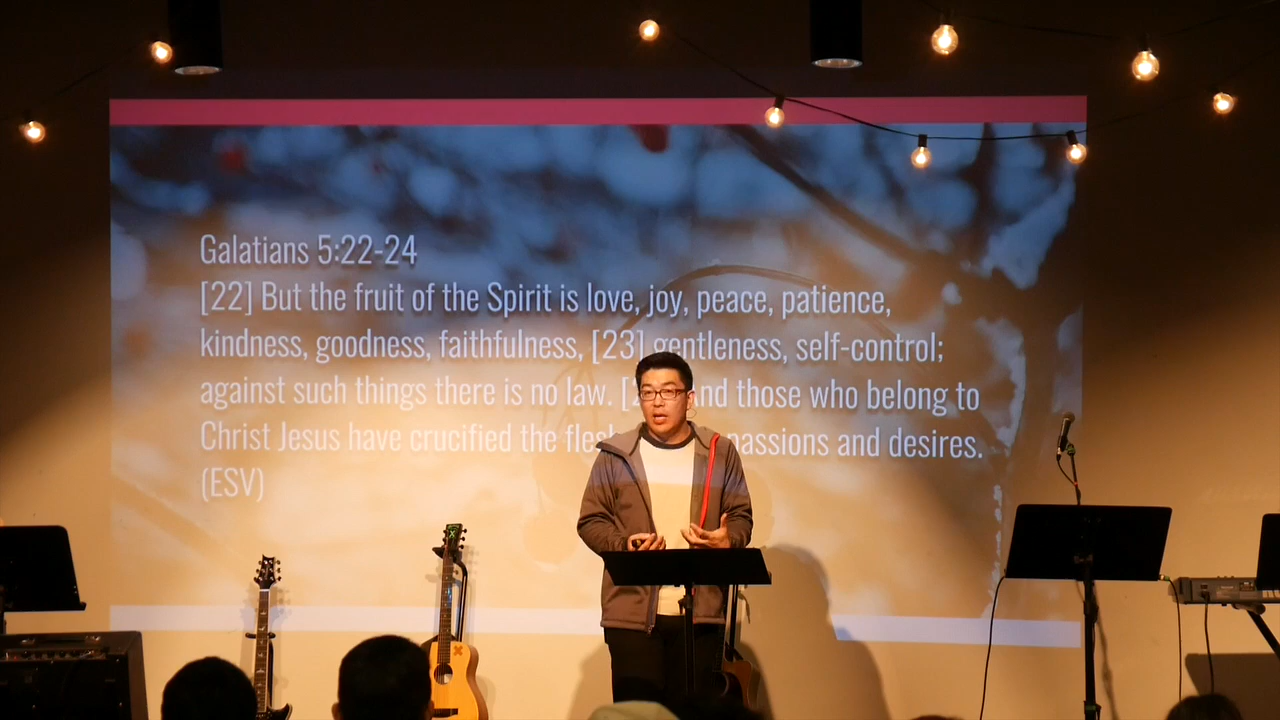 Galatians 5:22-24
[22] But the fruit of the Spirit is love, joy, peace, patience,
kindness, goodness, faithfulness, [23] gentleness, self-control;
against such things there is no law. and those who belong to
Christ Jesus have crucified the passions and desires.
(ESV)